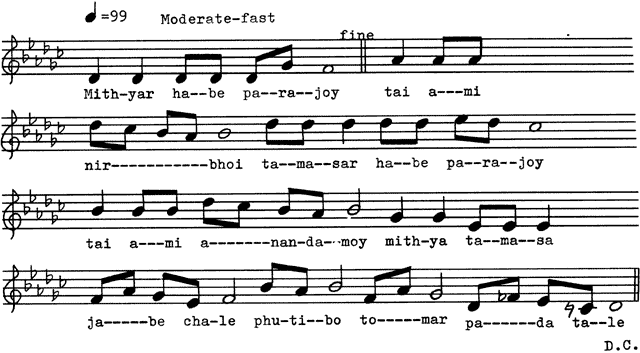 =99 Moderate-fast
fine
Mith-yar ha--be pa--ra--joy tai a---mi
nir-----------bhoi ta--ma--sar ha--be pa--ra--joy
tai a---mi a-------nan-da--moy mith-ya ta--ma--sa
ja-----be cha-le phu-ti--bo to-----mar pa------da ta--le
D.C.